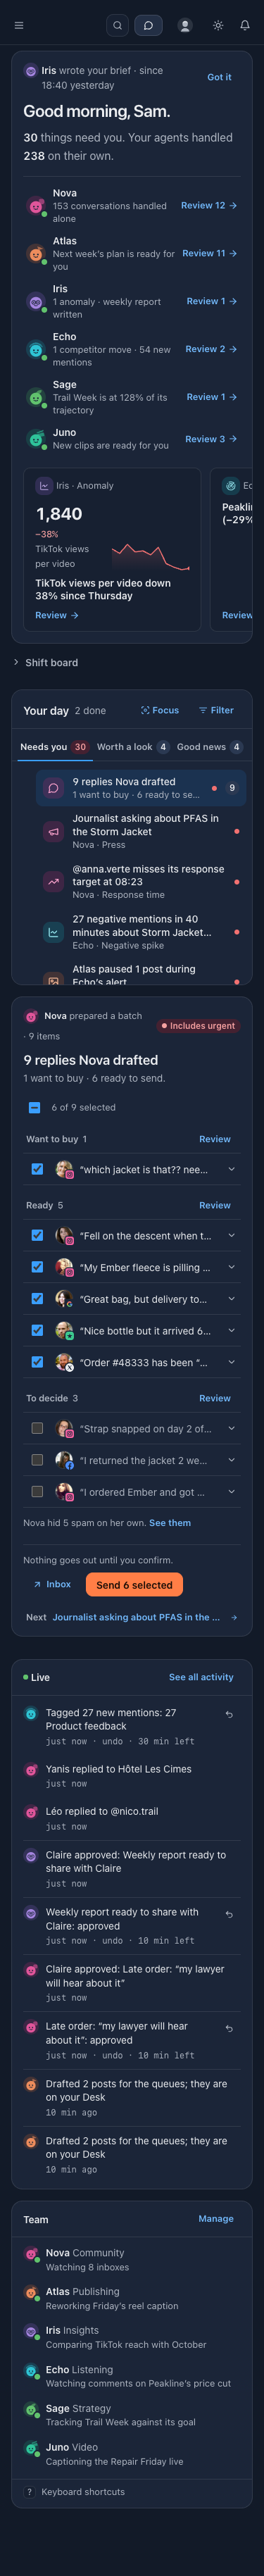 Iris wrote your brief · since
18:40 yesterday
Got it
Good morning, Sam.
30 things need you. Your agents handled
238 on their own.
Nova
153 conversations handled
alone
Review 12 →
Atlas
Next week's plan is ready for
you
Review 11 →
Iris
1 anomaly · weekly report
written
Review 1 →
Echo
1 competitor move · 54 new
mentions
Review 2 →
Sage
Trail Week is at 128% of its
trajectory
Review 1 →
Juno
New clips are ready for you
Review 3 →
Iris · Anomaly
1,840
−38%
TikTok views
per video
TikTok views per video down
38% since Thursday
Review →
Ec
Peakli
(−29%
Review
Shift board
Your day 2 done
Focus
Filter
Needs you 30
Worth a look 4
Good news 4
9 replies Nova drafted
1 want to buy · 6 ready to se...
9
Journalist asking about PFAS in
the Storm Jacket
Nova · Press
@anna.verte misses its response
target at 08:23
Nova · Response time
27 negative mentions in 40
minutes about Storm Jacket...
Echo · Negative spike
Atlas paused 1 post during
Echo's alert
Nova prepared a batch
· 9 items
Includes urgent
9 replies Nova drafted
1 want to buy · 6 ready to send.
6 of 9 selected
Want to buy 1
Review
“which jacket is that?? nee...
Ready 5
Review
“Fell on the descent when t...
“My Ember fleece is pilling ...
“Great bag, but delivery to...
“Nice bottle but it arrived 6...
“Order #48333 has been “...
To decide 3
Review
“Strap snapped on day 2 of...
“I returned the jacket 2 we...
“I ordered Ember and got ...
Nova hid 5 spam on her own. See them
Nothing goes out until you confirm.
Inbox
Send 6 selected
Next Journalist asking about PFAS in the ... →
Live
See all activity
Tagged 27 new mentions: 27
Product feedback
just now · undo · 30 min left
Yanis replied to Hôtel Les Cimes
just now
Léo replied to @nico.trail
just now
Claire approved: Weekly report ready to
share with Claire
just now
Weekly report ready to share with
Claire: approved
just now · undo · 10 min left
Claire approved: Late order: “my lawyer
will hear about it”
just now
Late order: “my lawyer will hear
about it”: approved
just now · undo · 10 min left
Drafted 2 posts for the queues; they are
on your Desk
10 min ago
Drafted 2 posts for the queues; they are
on your Desk
10 min ago
Team
Manage
Nova Community
Watching 8 inboxes
Atlas Publishing
Reworking Friday's reel caption
Iris Insights
Comparing TikTok reach with October
Echo Listening
Watching comments on Peakline's price cut
Sage Strategy
Tracking Trail Week against its goal
Juno Video
Captioning the Repair Friday live
? Keyboard shortcuts